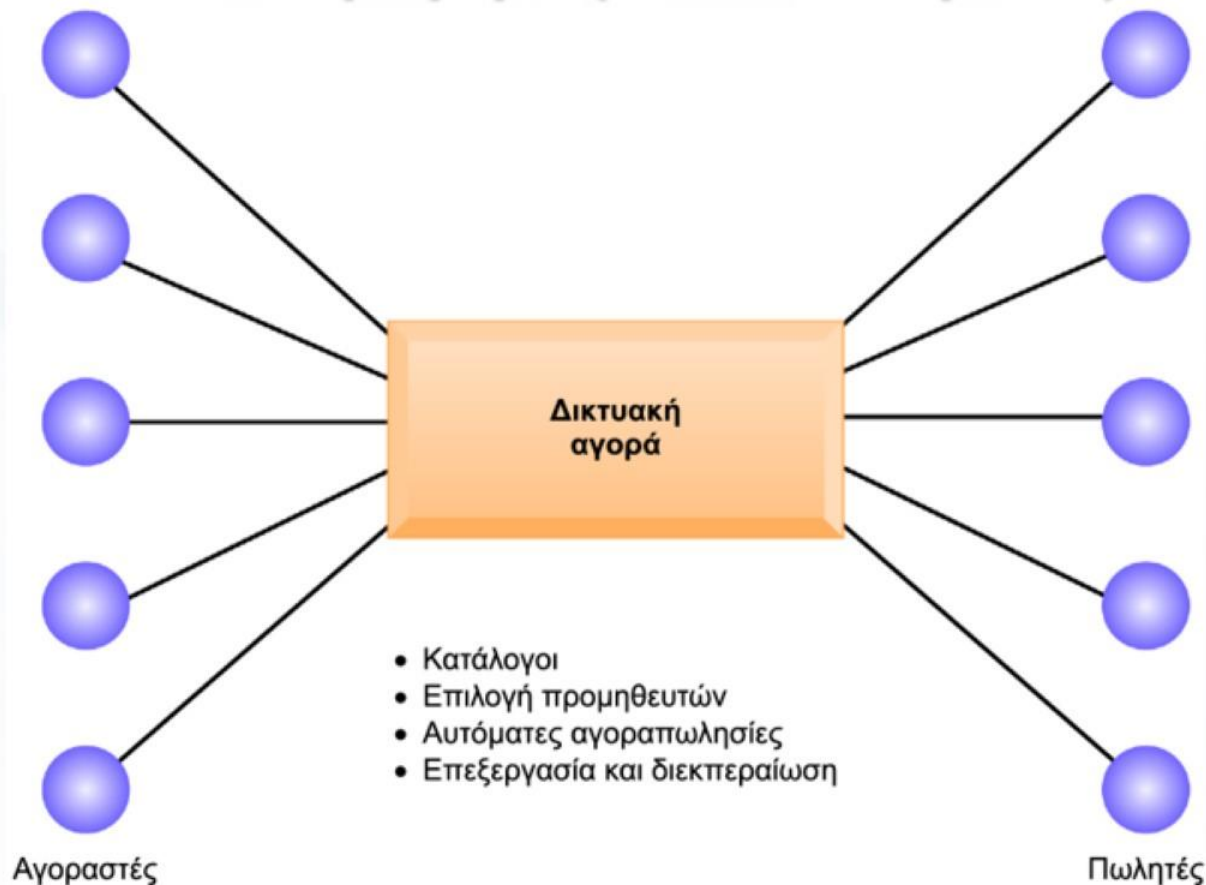 Δικτυακή
αγορά
• Κατάλογοι
• Επιλογή προμηθευτών
• Αυτόματες αγοραπωλησίες
• Επεξεργασία και διεκπεραίωση
Αγοραστές
Πωλητές